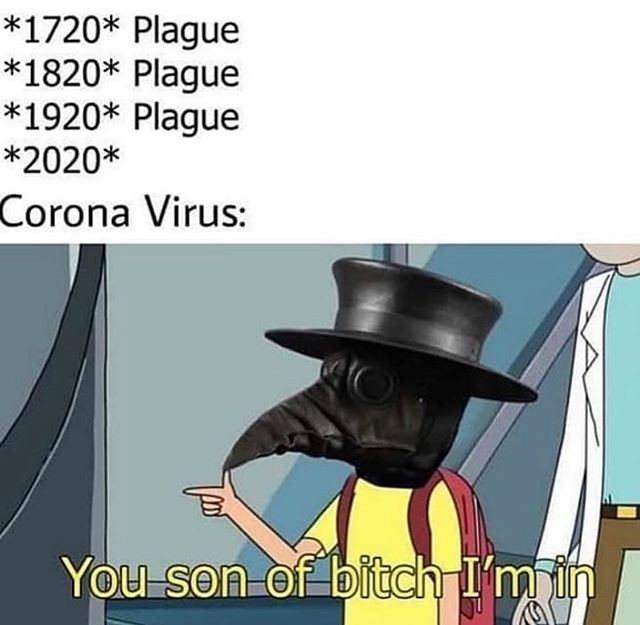 *1720* Plague
*1820* Plague
*1920* Plague
*2020*
Corona Virus:
You son of bitch I'm in